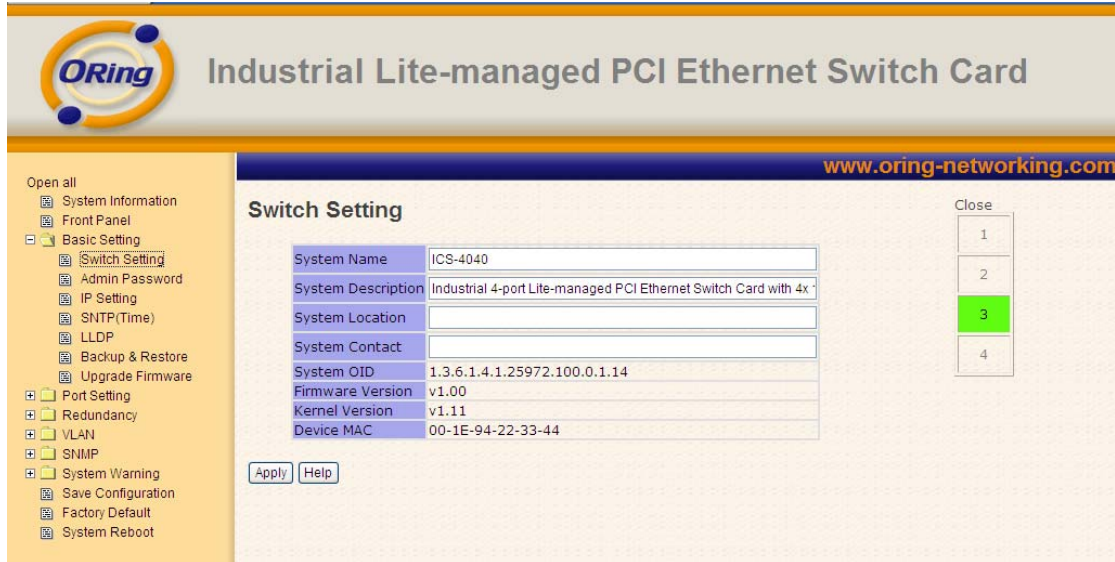 ORing
Industrial Lite-managed PCI Ethernet Switch Card
www.oring-networking.com
Open all
System Information
Front Panel
Basic Setting
Switch Setting
Admin Password
IP Setting
SNTP(Time)
LLDP
Backup & Restore
Upgrade Firmware
Port Setting
Redundancy
VLAN
SNMP
System Warning
Save Configuration
Factory Default
System Reboot
Switch Setting
System Name ICS-4040
System Description Industrial 4-port Lite-managed PCI Ethernet Switch Card with 4x
System Location
System Contact
System OID 1.3.6.1.4.1.25972.100.0.1.14
Firmware Version v1.00
Kernel Version v1.11
Device MAC 00-1E-94-22-33-44
Apply Help
Close
1
2
3
4